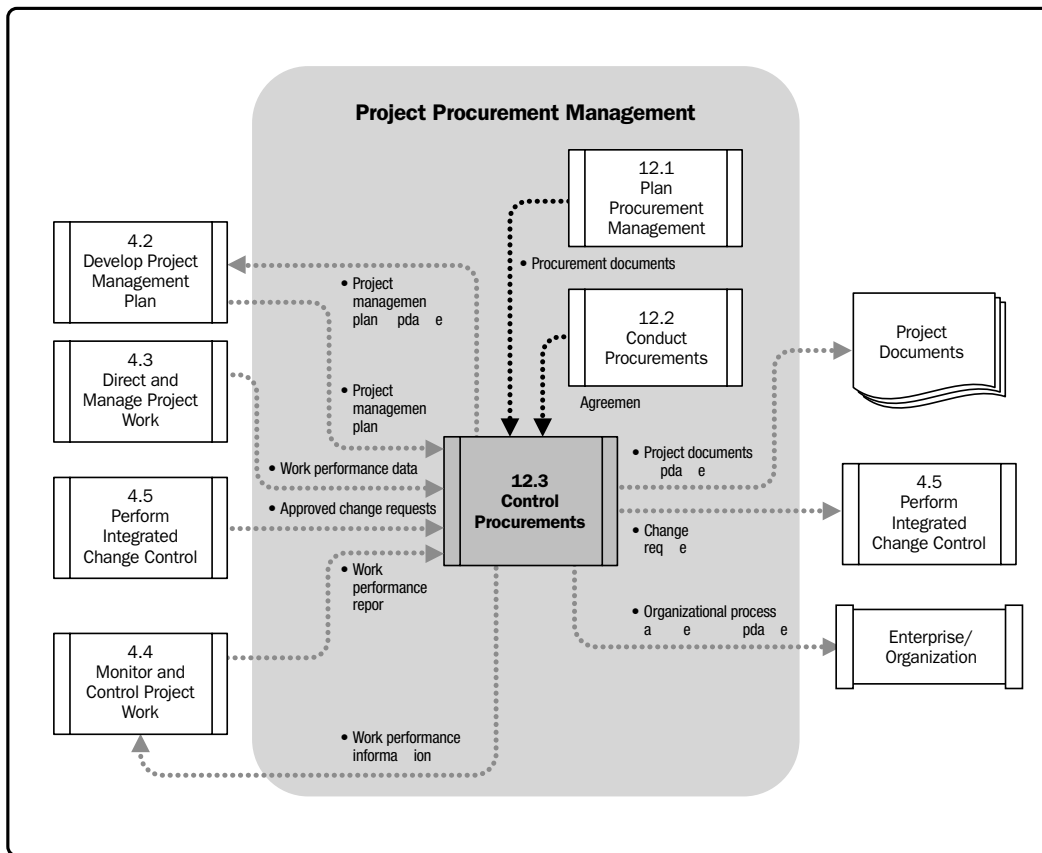 Project Procurement Management
12.1
Plan
Procurement
Management
4.2
Develop Project
Management
Plan
• Procurement documents
• Project
managemen
plan pda e
12.2
Conduct
Procurements
Project
Documents
4.3
Direct and
Manage Project
Work
• Project
managemen
plan
Agreemen
• Project documents
pda e
• Work performance data
12.3
Control
Procurements
4.5
Perform
Integrated
Change Control
• Approved change requests
• Change
req e
4.5
Perform
Integrated
Change Control
• Work
performance
repor
• Organizational process
a e pda e
Enterprise/
Organization
4.4
Monitor and
Control Project
Work
• Work performance
informa ion